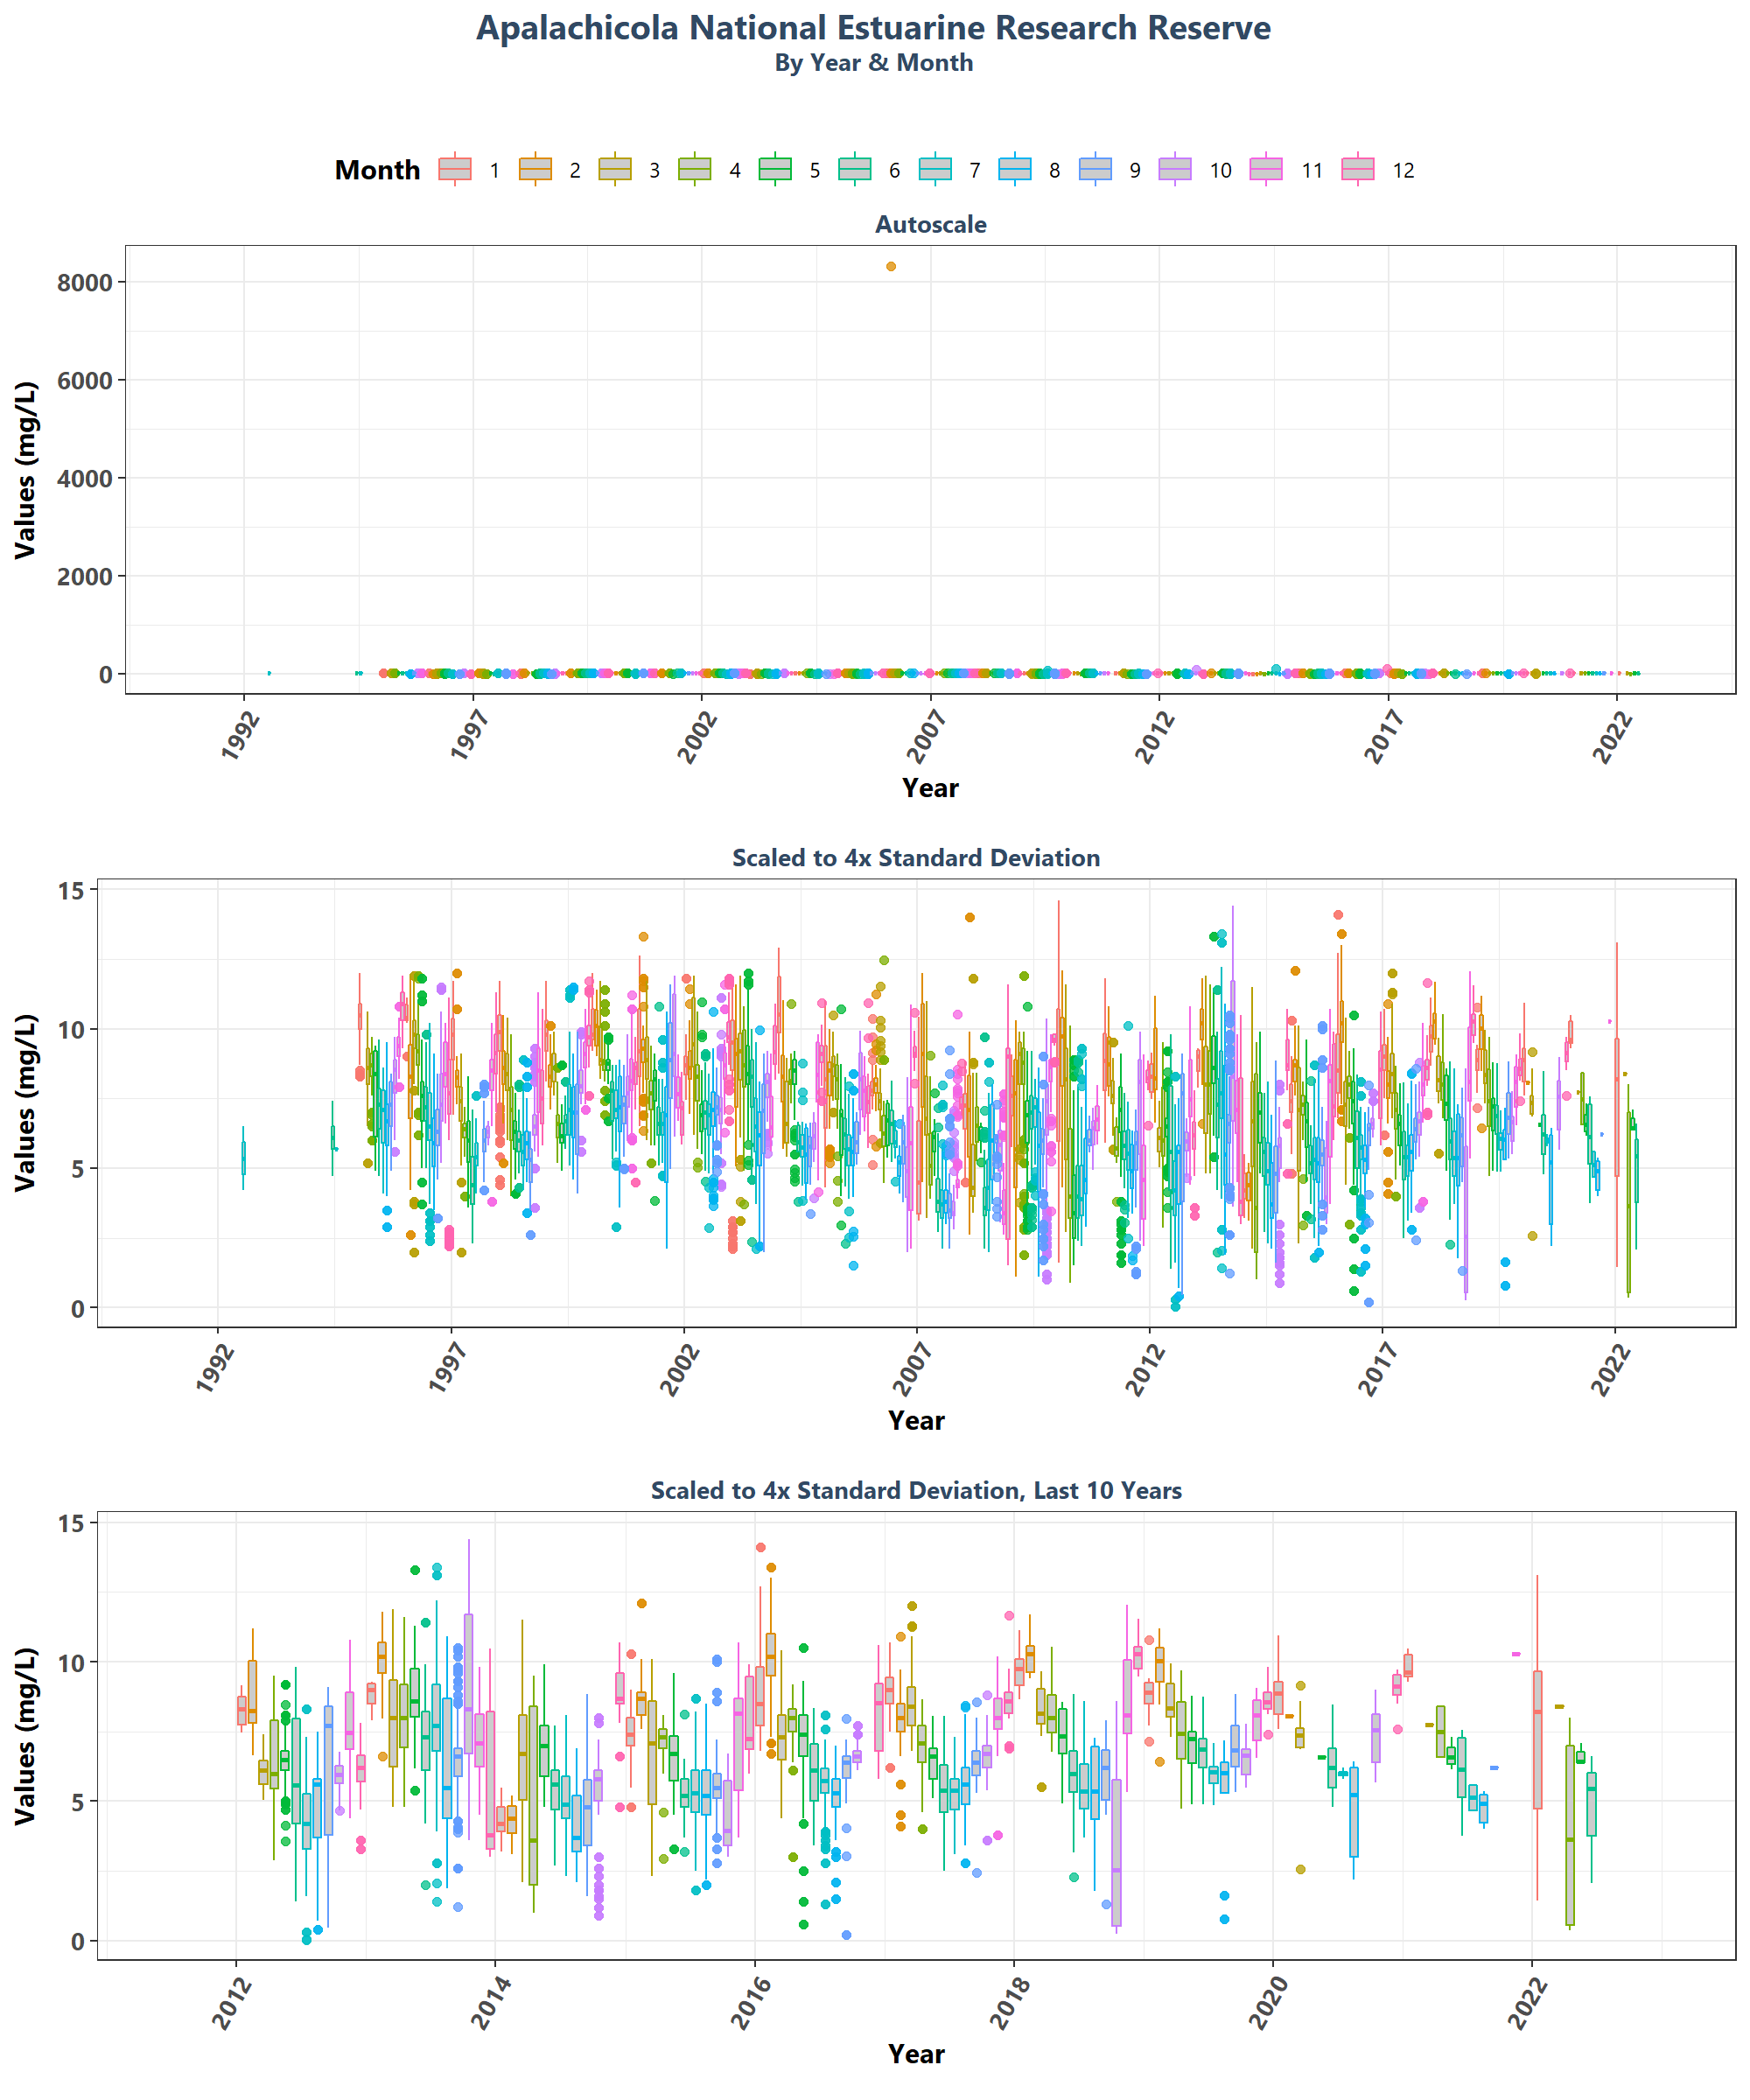 Apalachicola National Estuarine Research Reserve
By Year & Month
Month 1 2 3 4 5 6 7 8 9 10 11 12
Autoscale
Values (mg/L)
8000
6000
4000
2000
0
1992 1997 2002 2007 2012 2017 2022
Year
Scaled to 4x Standard Deviation
Values (mg/L)
15
10
5
0
1992 1997 2002 2007 2012 2017 2022
Year
Scaled to 4x Standard Deviation, Last 10 Years
Values (mg/L)
15
10
5
0
2012 2014 2016 2018 2020 2022
Year